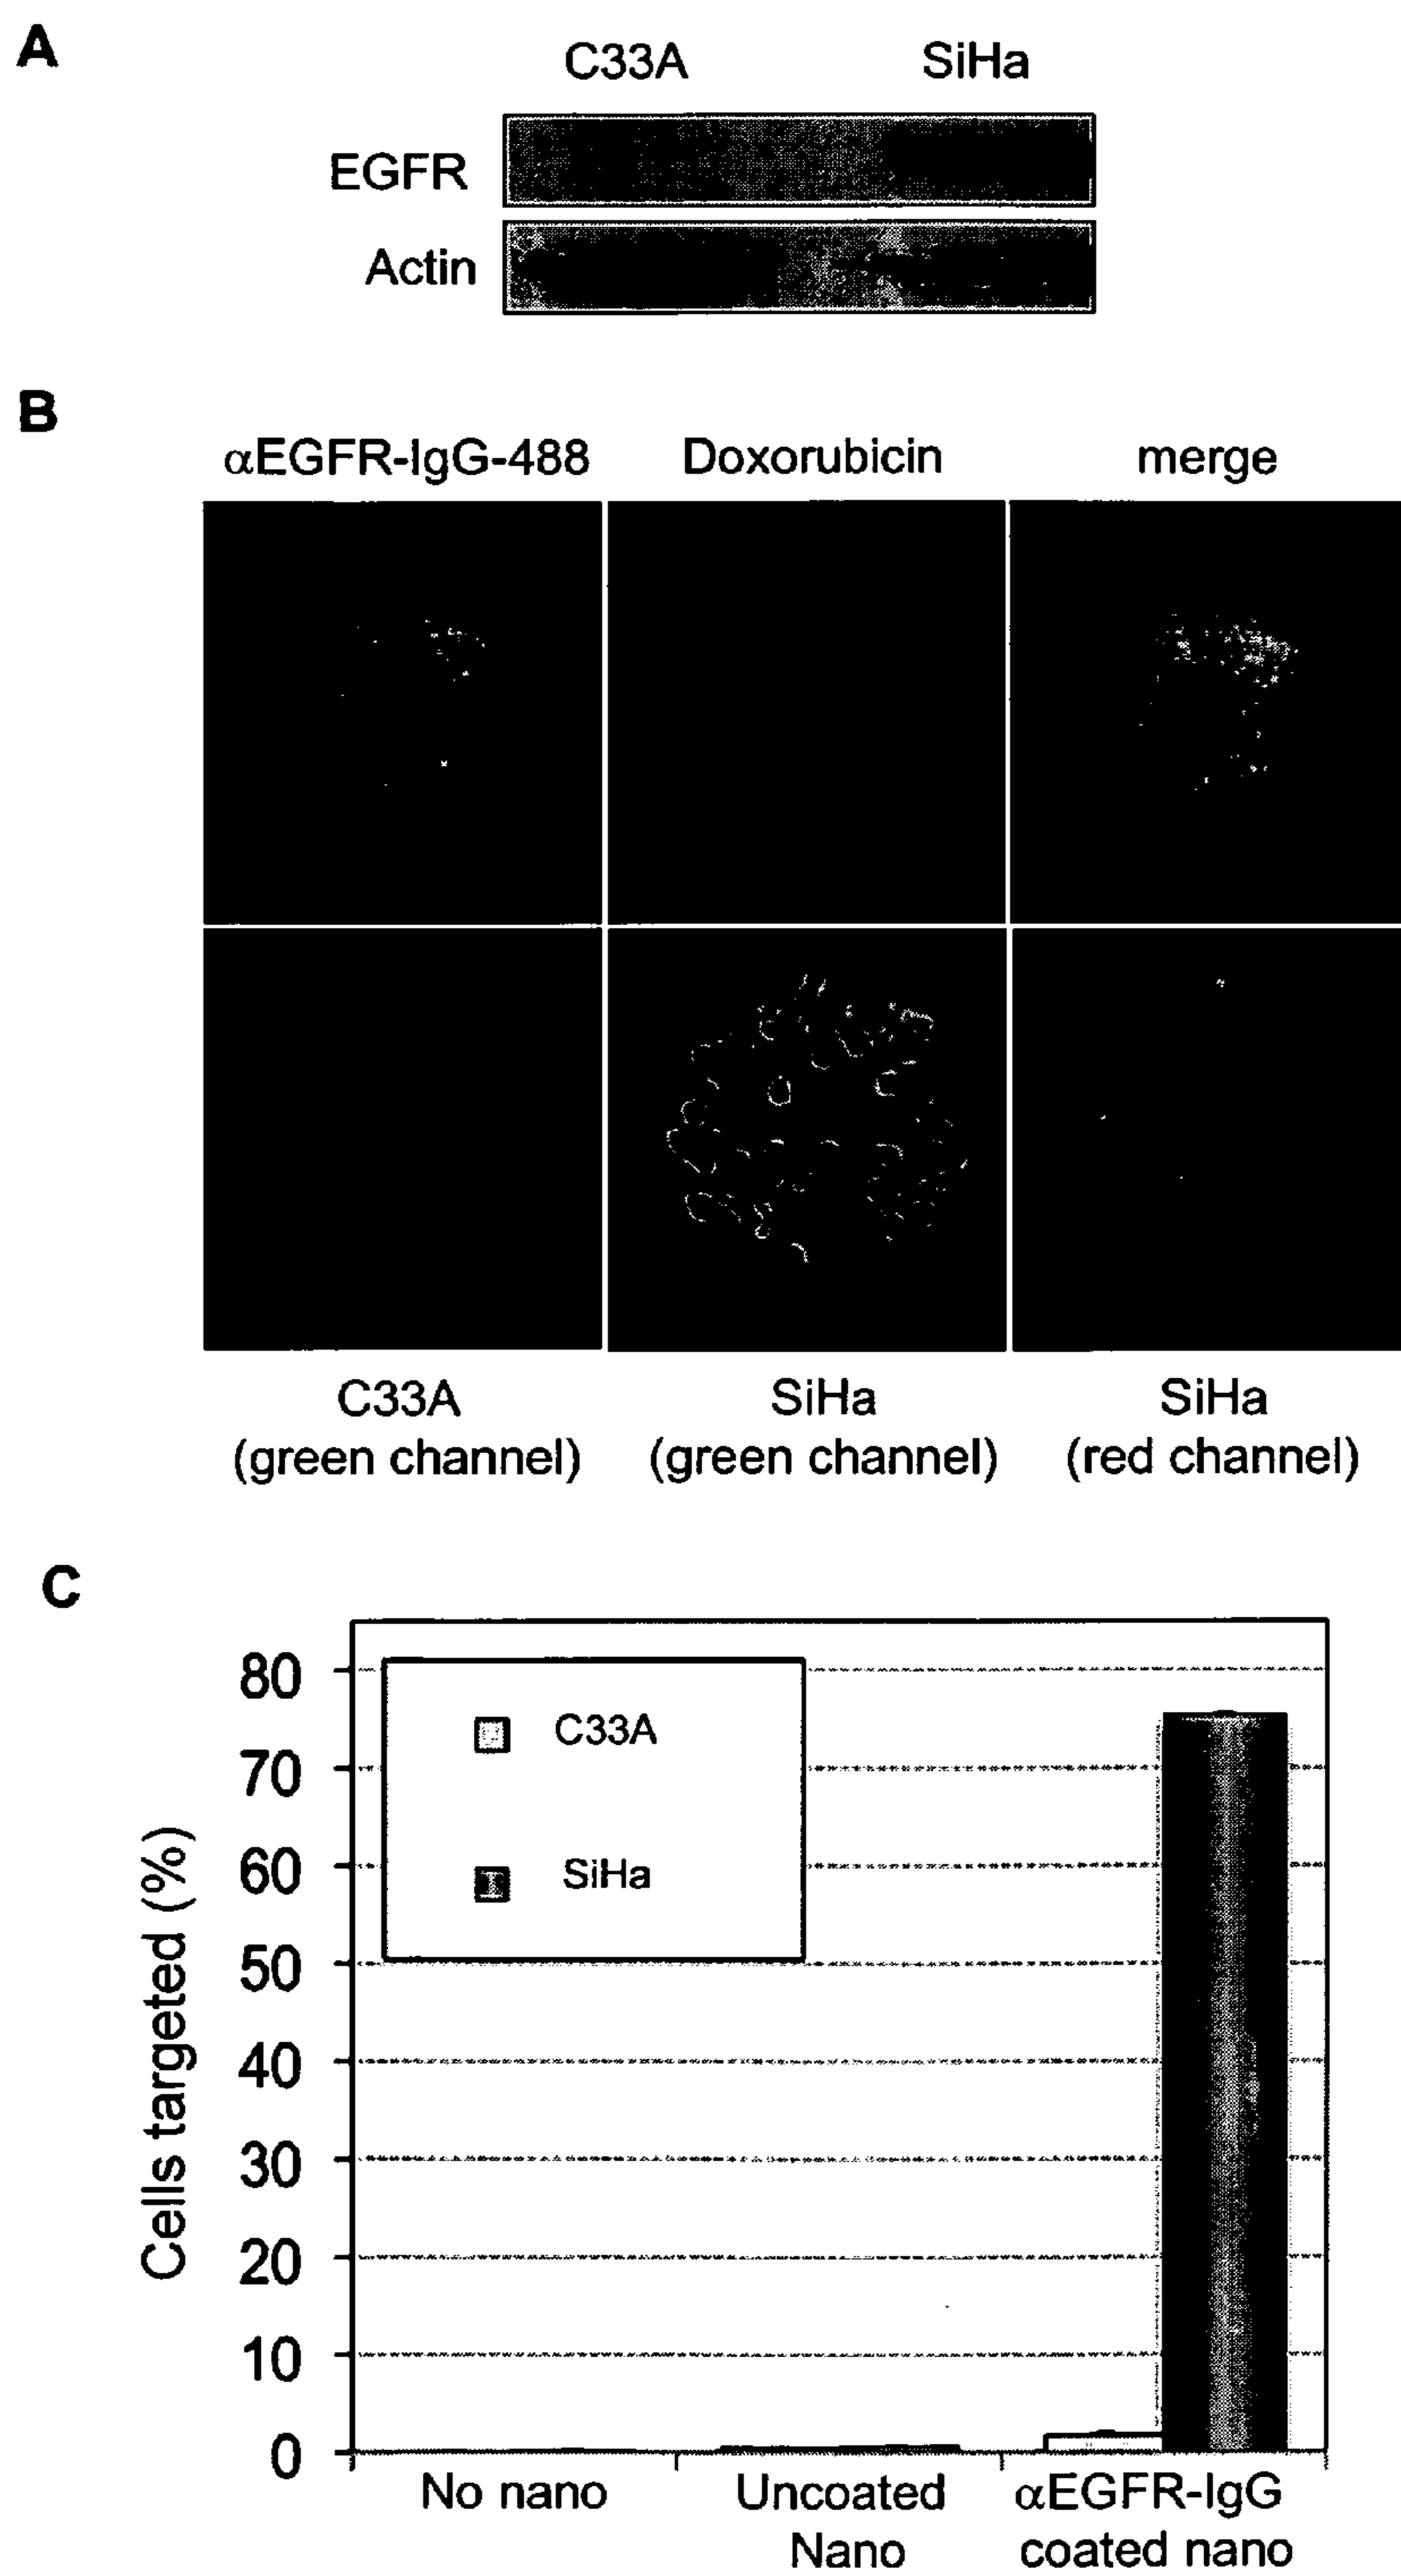 A
C33A SiHa
EGFR
Actin
B
αEGFR-IgG-488 Doxorubicin merge
C33A SiHa SiHa
(green channel) (green channel) (red channel)
C
80
70
60
50
40
30
20
10
0
Cells targeted (%)
C33A
SiHa
No nano Uncoated αEGFR-IgG
Nano coated nano